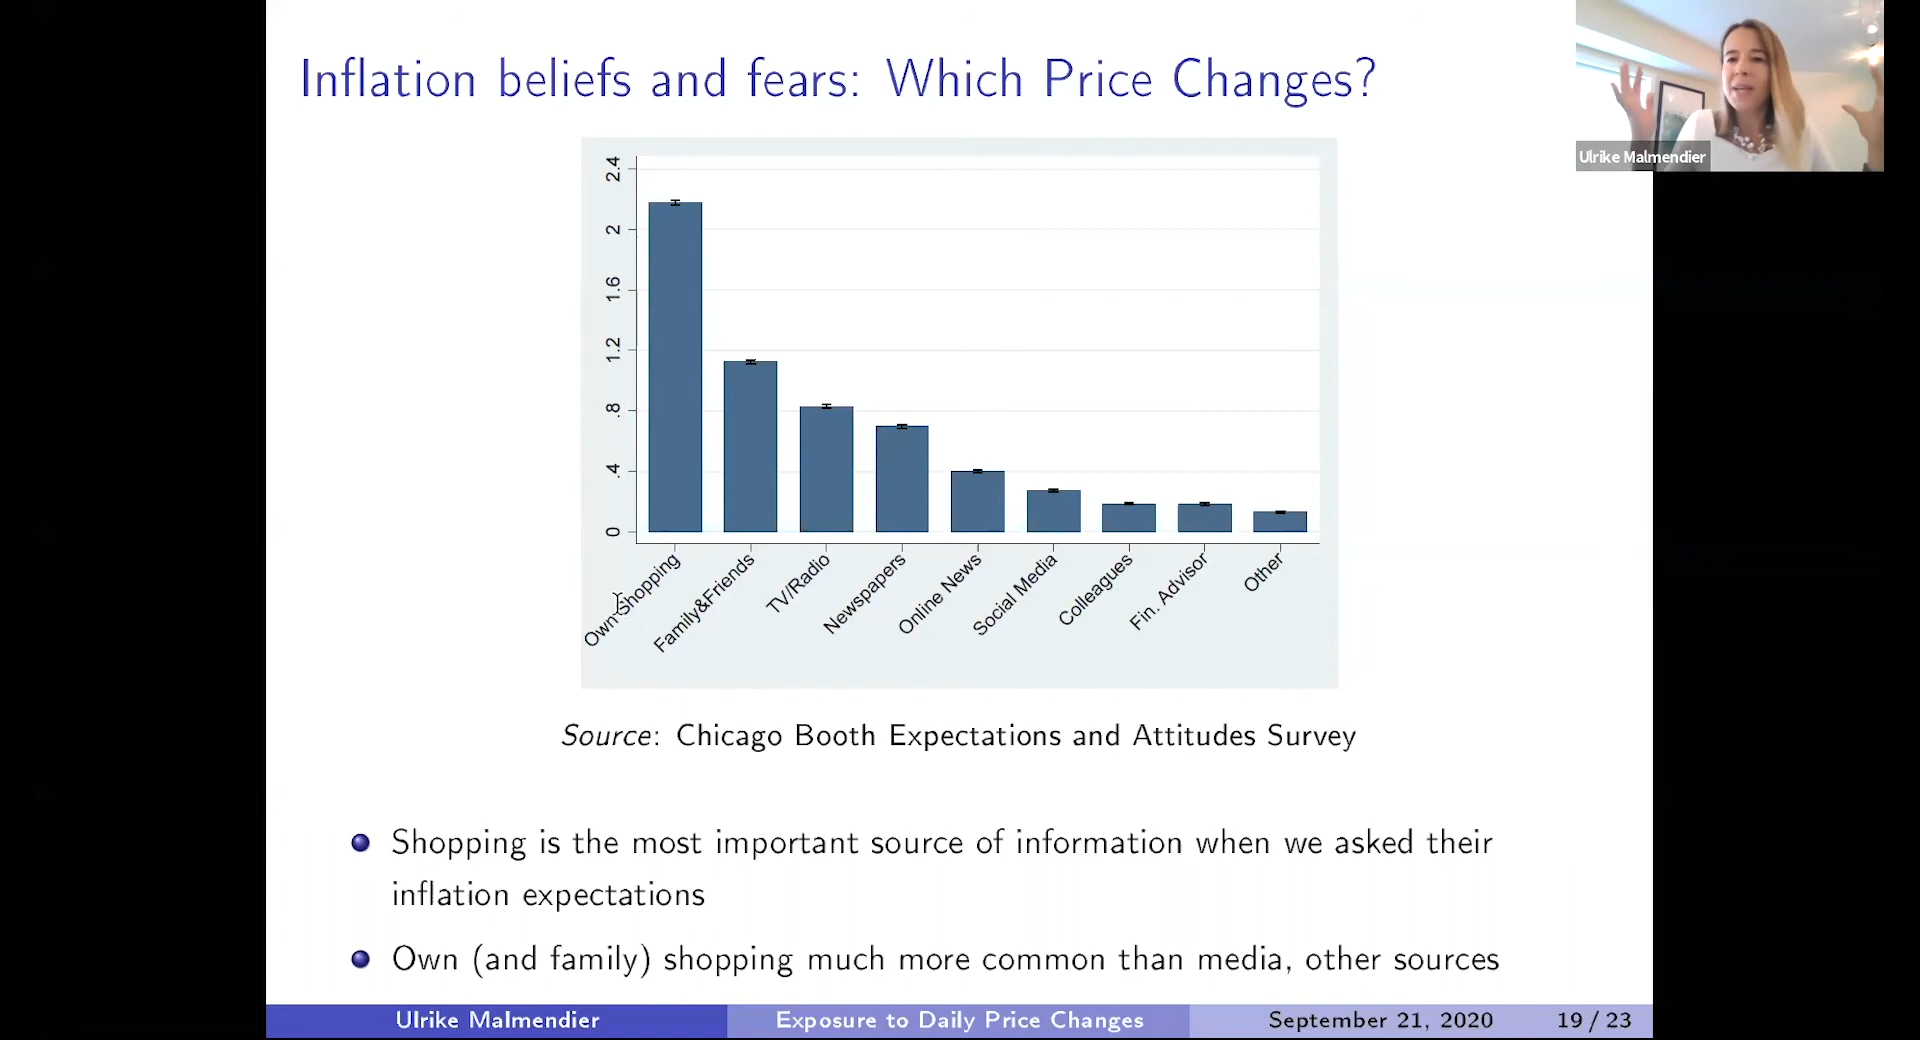 Inflation beliefs and fears: Which Price Changes?
Ulrike Malmendier
2.4
2
1.6
1.2
.8
.4
0
Own Shopping
Family&Friends
TV/Radio
Newspapers
Online News
Social Media
Colleagues
Fin. Advisor
Other
Source: Chicago Booth Expectations and Attitudes Survey
Shopping is the most important source of information when we asked their
inflation expectations
Own (and family) shopping much more common than media, other sources
Ulrike Malmendier Exposure to Daily Price Changes September 21, 2020 19 / 23